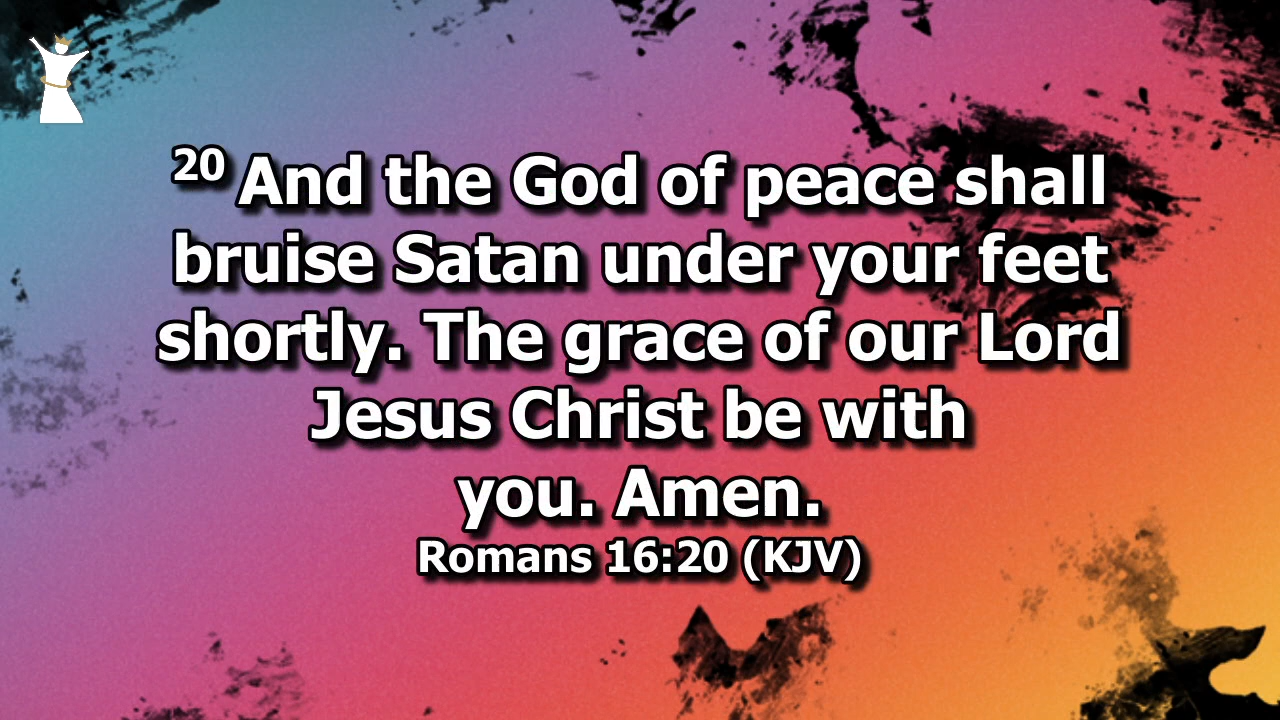 20 And the God of peace shall
bruise Satan under your feet
shortly. The grace of our Lord
Jesus Christ be with
you. Amen.
Romans 16:20 (KJV)